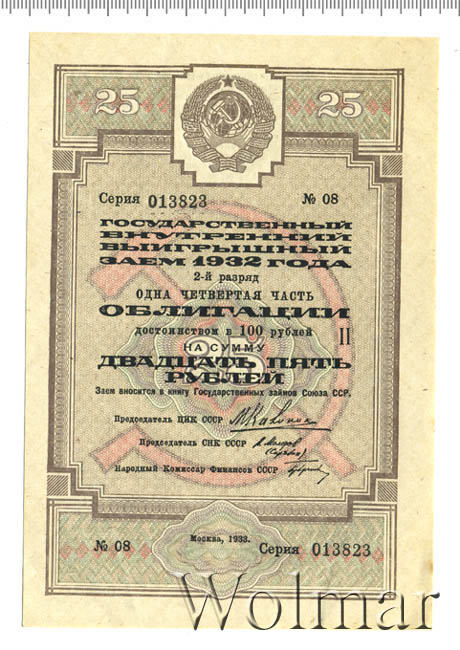 25 25
Серия 013823 № 08
ГОСУДАРСТВЕННЫЙ
ВНУТРЕННИЙ
ВЫИГРЫШНЫЙ
ЗАЕМ 1932 ГОДА
2-й разряд
ОДНА ЧЕТВЕРТАЯ ЧАСТЬ
ОБЛИГАЦИИ
достоинством в 100 рублей
II
НА СУММУ
25
ДВАДЦАТЬ ПЯТЬ
РУБЛЕЙ
Заем вносится в книгу Государственных займов Союза ССР.
Председатель ЦИК СССР
Председатель СНК СССР
Народный Комиссар Финансов СССР
Москва, 1933.
№ 08 Серия 013823
Wolmar